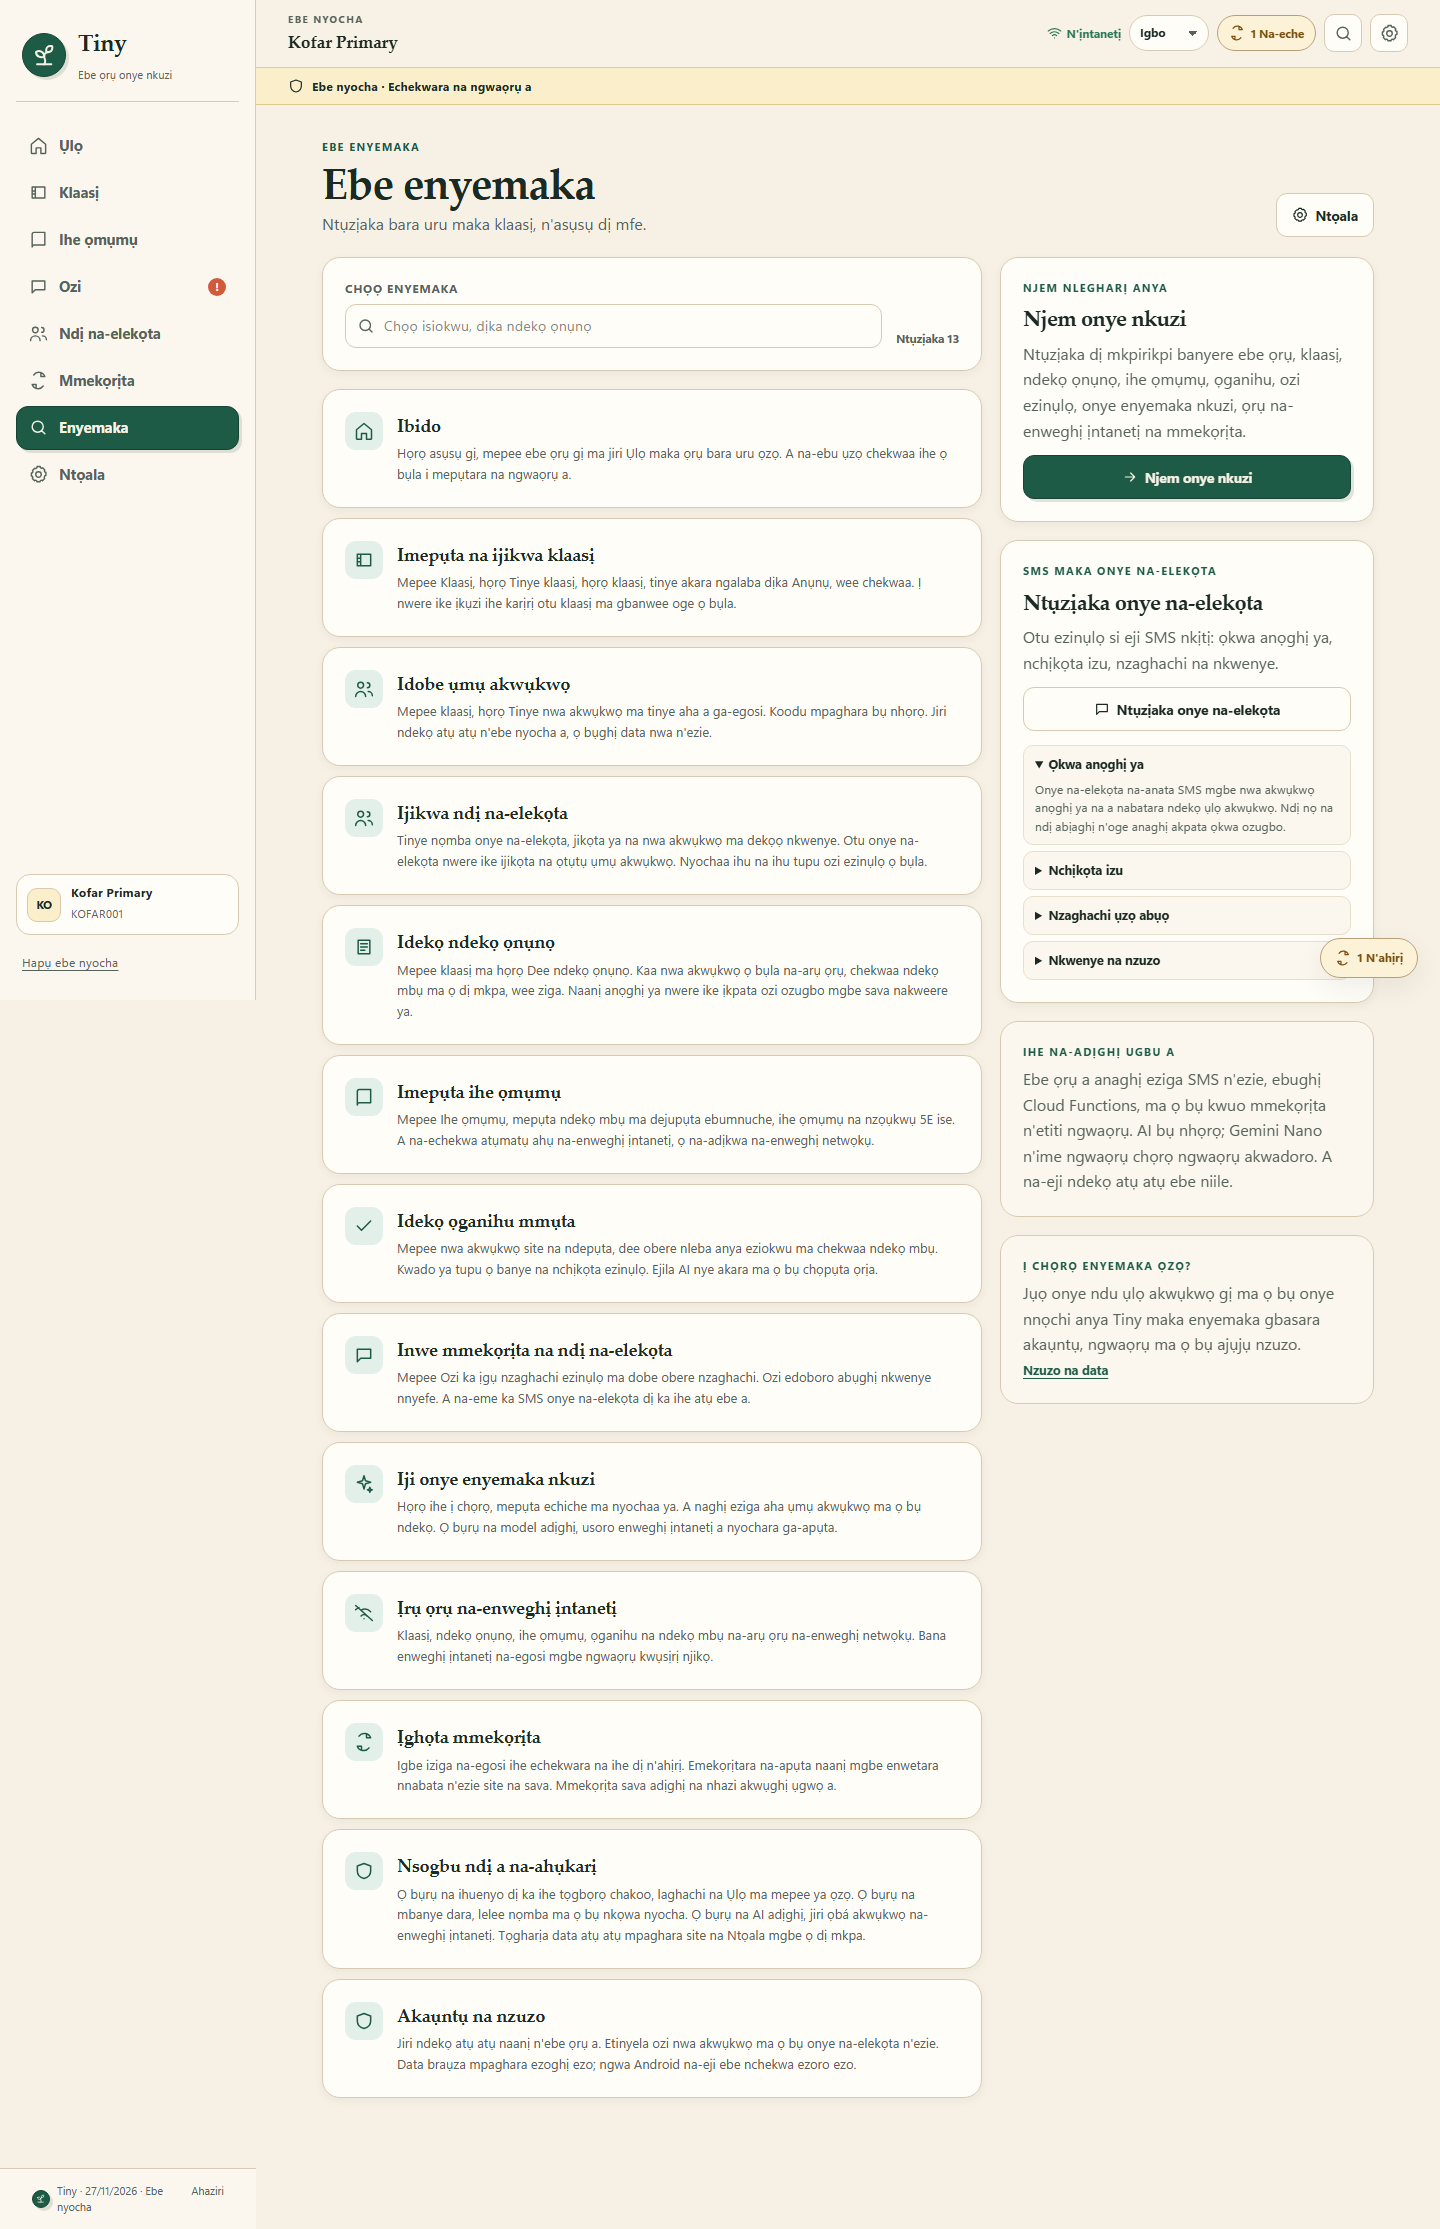 Tiny
Ebe ọrụ onye nkuzi
Ụlọ
Klaasị
Ihe ọmụmụ
Ozi
!
Ndị na-elekọta
Mmekọrịta
Enyemaka
Ntọala
KO
Kofar Primary
KOFAR001
Hapụ ebe nyocha
EBE NYOCHA
Kofar Primary
N'ịntanetị
Igbo
1 Na-eche
Ebe nyocha · Echekwara na ngwaọrụ a
EBE ENYEMAKA
Ebe enyemaka
Ntụzịaka bara uru maka klaasị, n'asụsụ dị mfe.
Ntọala
CHỌỌ ENYEMAKA
Chọọ isiokwu, dịka ndekọ ọnụnọ
Ntụzịaka 13
Ibido
Họrọ asụsụ gị, mepee ebe ọrụ gị ma jiri Ụlọ maka ọrụ bara uru ọzọ. A na-ebu ụzọ chekwaa ihe ọ
bụla i mepụtara na ngwaọrụ a.
Imepụta na ijikwa klaasị
Mepee Klaasị, họrọ Tinye klaasị, họrọ klaasị, tinye akara ngalaba dịka Anụnụ, wee chekwaa. Ị
nwere ike ịkụzi ihe karịrị otu klaasị ma gbanwee oge ọ bụla.
Idobe ụmụ akwụkwọ
Mepee klaasị, họrọ Tinye nwa akwụkwọ ma tinye aha a ga-egosi. Koodu mpaghara bụ nhọrọ. Jiri
ndekọ atụ atụ n'ebe nyocha a, ọ bụghị data nwa n'ezie.
Ijikwa ndị na-elekọta
Tinye nọmba onye na-elekọta, jikọta ya na nwa akwụkwọ ma dekọọ nkwenye. Otu onye na-
elekọta nwere ike ijikọta na ọtụtụ ụmụ akwụkwọ. Nyochaa ihu na ihu tupu ozi ezinụlọ ọ bụla.
Idekọ ndekọ ọnụnọ
Mepee klaasị ma họrọ Dee ndekọ ọnụnọ. Kaa nwa akwụkwọ ọ bụla na-arụ ọrụ, chekwaa ndekọ
mbụ ma ọ dị mkpa, wee ziga. Naanị anọghị ya nwere ike ịkpata ozi ozugbo mgbe sava nakweere
ya.
Imepụta ihe ọmụmụ
Mepee Ihe ọmụmụ, mepụta ndekọ mbụ ma dejupụta ebumnuche, ihe ọmụmụ na nzọụkwụ 5E ise.
A na-echekwa atụmatụ ahụ na-enweghị ịntanetị, ọ na-adịkwa na-enweghị netwọkụ.
Idekọ ọganihu mmụta
Mepee nwa akwụkwọ site na ndepụta, dee obere nleba anya eziokwu ma chekwaa ndekọ mbụ.
Kwado ya tupu ọ banye na nchịkọta ezinụlọ. Ejila AI nye akara ma ọ bụ chọpụta ọrịa.
Inwe mmekọrịta na ndị na-elekọta
Mepee Ozi ka ịgụ nzaghachi ezinụlọ ma dobe obere nzaghachi. Ozi edoboro abụghị nkwenye
nnyefe. A na-eme ka SMS onye na-elekọta dị ka ihe atụ ebe a.
Iji onye enyemaka nkuzi
Họrọ ihe ị chọrọ, mepụta echiche ma nyochaa ya. A naghị eziga aha ụmụ akwụkwọ ma ọ bụ
ndekọ. Ọ bụrụ na model adịghị, usoro enweghị ịntanetị a nyochara ga-apụta.
Ịrụ ọrụ na-enweghị ịntanetị
Klaasị, ndekọ ọnụnọ, ihe ọmụmụ, ọganihu na ndekọ mbụ na-arụ ọrụ na-enweghị netwọkụ. Bana
enweghị ịntanetị na-egosi mgbe ngwaọrụ kwụsịrị njikọ.
Ịghọta mmekọrịta
Igbe iziga na-egosi ihe echekwara na ihe dị n'ahịrị. Emekọrịtara na-apụta naanị mgbe enwetara
nnabata n'ezie site na sava. Mmekọrịta sava adịghị na nhazi akwụghị ụgwọ a.
Nsogbu ndị a na-ahụkarị
Ọ bụrụ na ihuenyo dị ka ihe tọgbọrọ chakoo, laghachi na Ụlọ ma mepee ya ọzọ. Ọ bụrụ na
mbanye dara, lelee nọmba ma ọ bụ nkọwa nyocha. Ọ bụrụ na AI adịghị, jiri ọbá akwụkwọ na-
enweghị ịntanetị. Tọgharịa data atụ atụ mpaghara site na Ntọala mgbe ọ dị mkpa.
Akaụntụ na nzuzo
Jiri ndekọ atụ atụ naanị n'ebe ọrụ a. Etinyela ozi nwa akwụkwọ ma ọ bụ onye na-elekọta n'ezie.
Data braụza mpaghara ezoghị ezo; ngwa Android na-eji ebe nchekwa ezoro ezo.
NJEM NLEGHARỊ ANYA
Njem onye nkuzi
Ntụzịaka dị mkpirikpi banyere ebe ọrụ, klaasị,
ndekọ ọnụnọ, ihe ọmụmụ, ọganihu, ozi
ezinụlọ, onye enyemaka nkuzi, ọrụ na-
enweghị ịntanetị na mmekọrịta.
Njem onye nkuzi
SMS MAKA ONYE NA-ELEKỌTA
Ntụzịaka onye na-elekọta
Otu ezinụlọ si eji SMS nkịtị: ọkwa anọghị ya,
nchịkọta izu, nzaghachi na nkwenye.
Ntụzịaka onye na-elekọta
Ọkwa anọghị ya
Onye na-elekọta na-anata SMS mgbe nwa akwụkwọ
anọghị ya na a nabatara ndekọ ụlọ akwụkwọ. Ndị nọ na
ndị abịaghị n'oge anaghị akpata ọkwa ozugbo.
Nchịkọta izu
Nzaghachi ụzọ abụọ
Nkwenye na nzuzo
1 N'ahịrị
IHE NA-ADỊGHỊ UGBU A
Ebe ọrụ a anaghị eziga SMS n'ezie, ebughị
Cloud Functions, ma ọ bụ kwuo mmekọrịta
n'etiti ngwaọrụ. AI bụ nhọrọ; Gemini Nano
n'ime ngwaọrụ chọrọ ngwaọrụ akwadoro. A
na-eji ndekọ atụ atụ ebe niile.
Ị CHỌRỌ ENYEMAKA ỌZỌ?
Jụọ onye ndu ụlọ akwụkwọ gị ma ọ bụ onye
nnọchi anya Tiny maka enyemaka gbasara
akaụntụ, ngwaọrụ ma ọ bụ ajụjụ nzuzo.
Nzuzo na data
Tiny · 27/11/2026 · Ebe
nyocha
Ahaziri